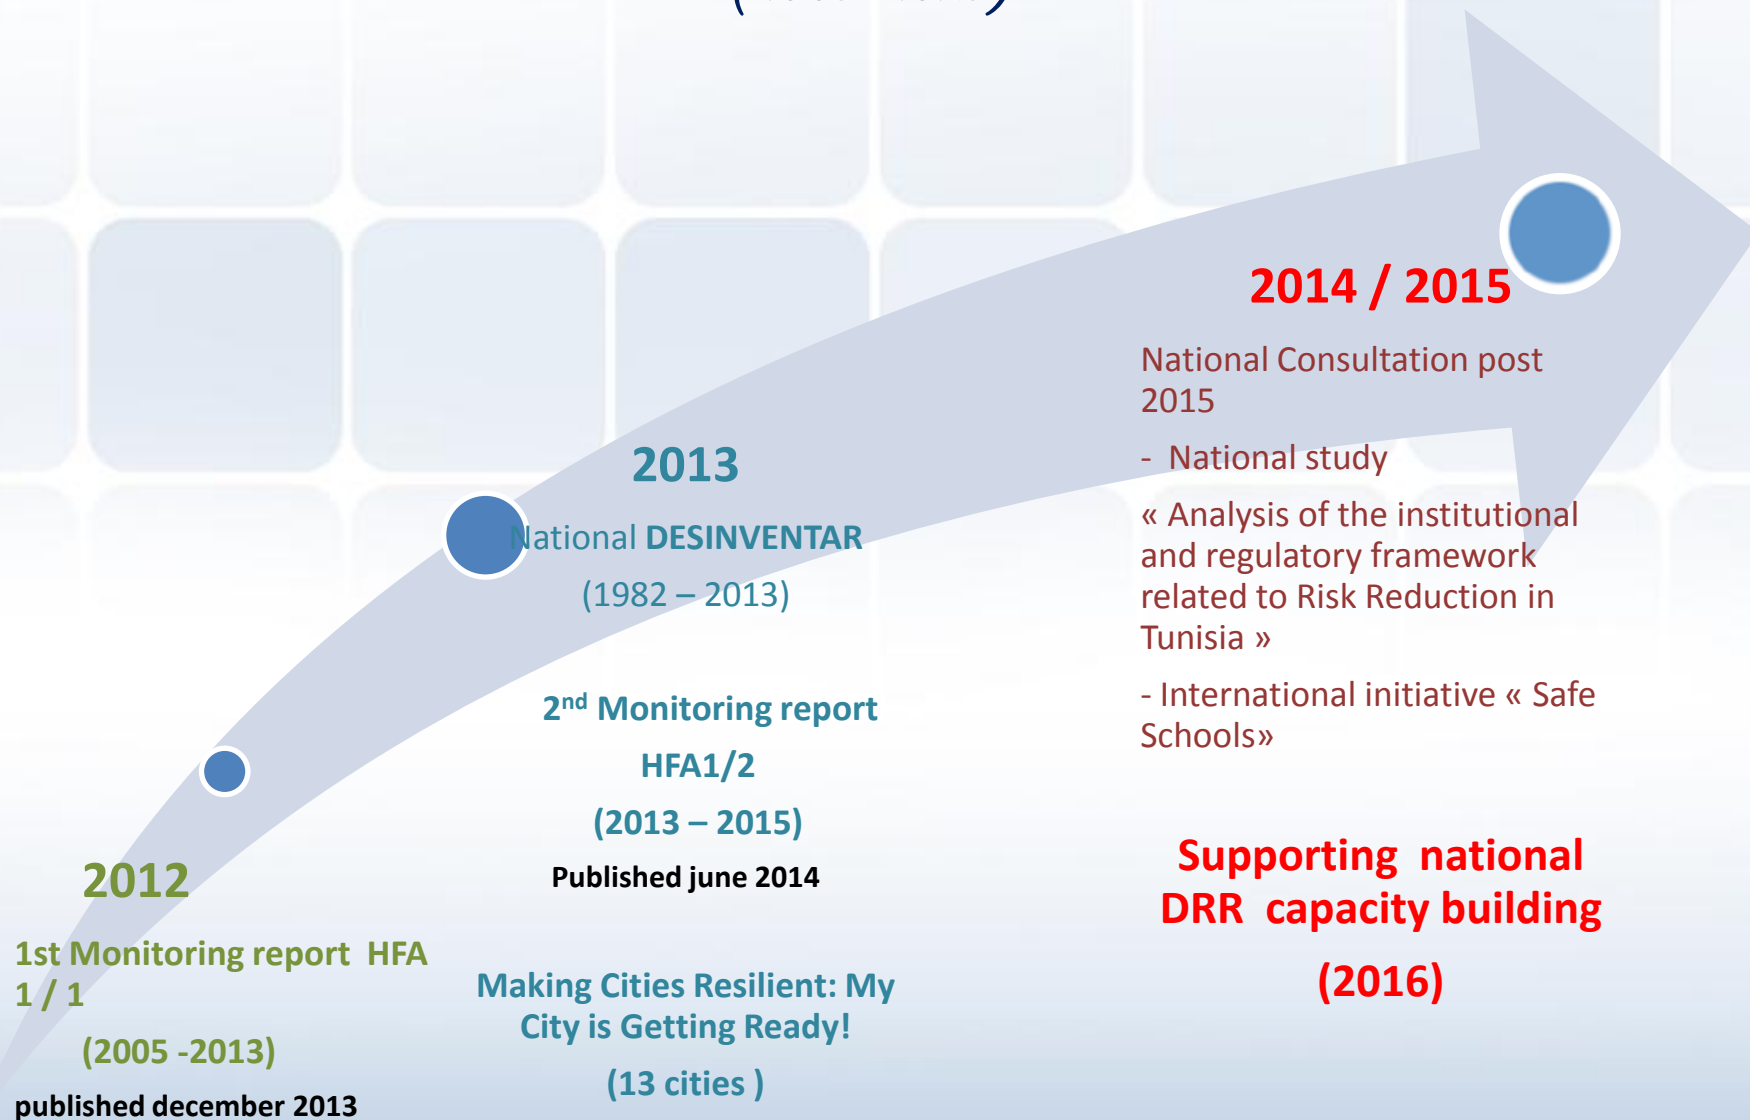 2012
1st Monitoring report HFA
1 / 1
(2005 -2013)
published december 2013
2013
National DESINVENTAR
(1982 – 2013)
2nd Monitoring report
HFA1/2
(2013 – 2015)
Published june 2014
Making Cities Resilient: My
City is Getting Ready!
(13 cities )
2014 / 2015
National Consultation post
2015
- National study
« Analysis of the institutional
and regulatory framework
related to Risk Reduction in
Tunisia »
- International initiative « Safe
Schools»
Supporting national
DRR capacity building
(2016)